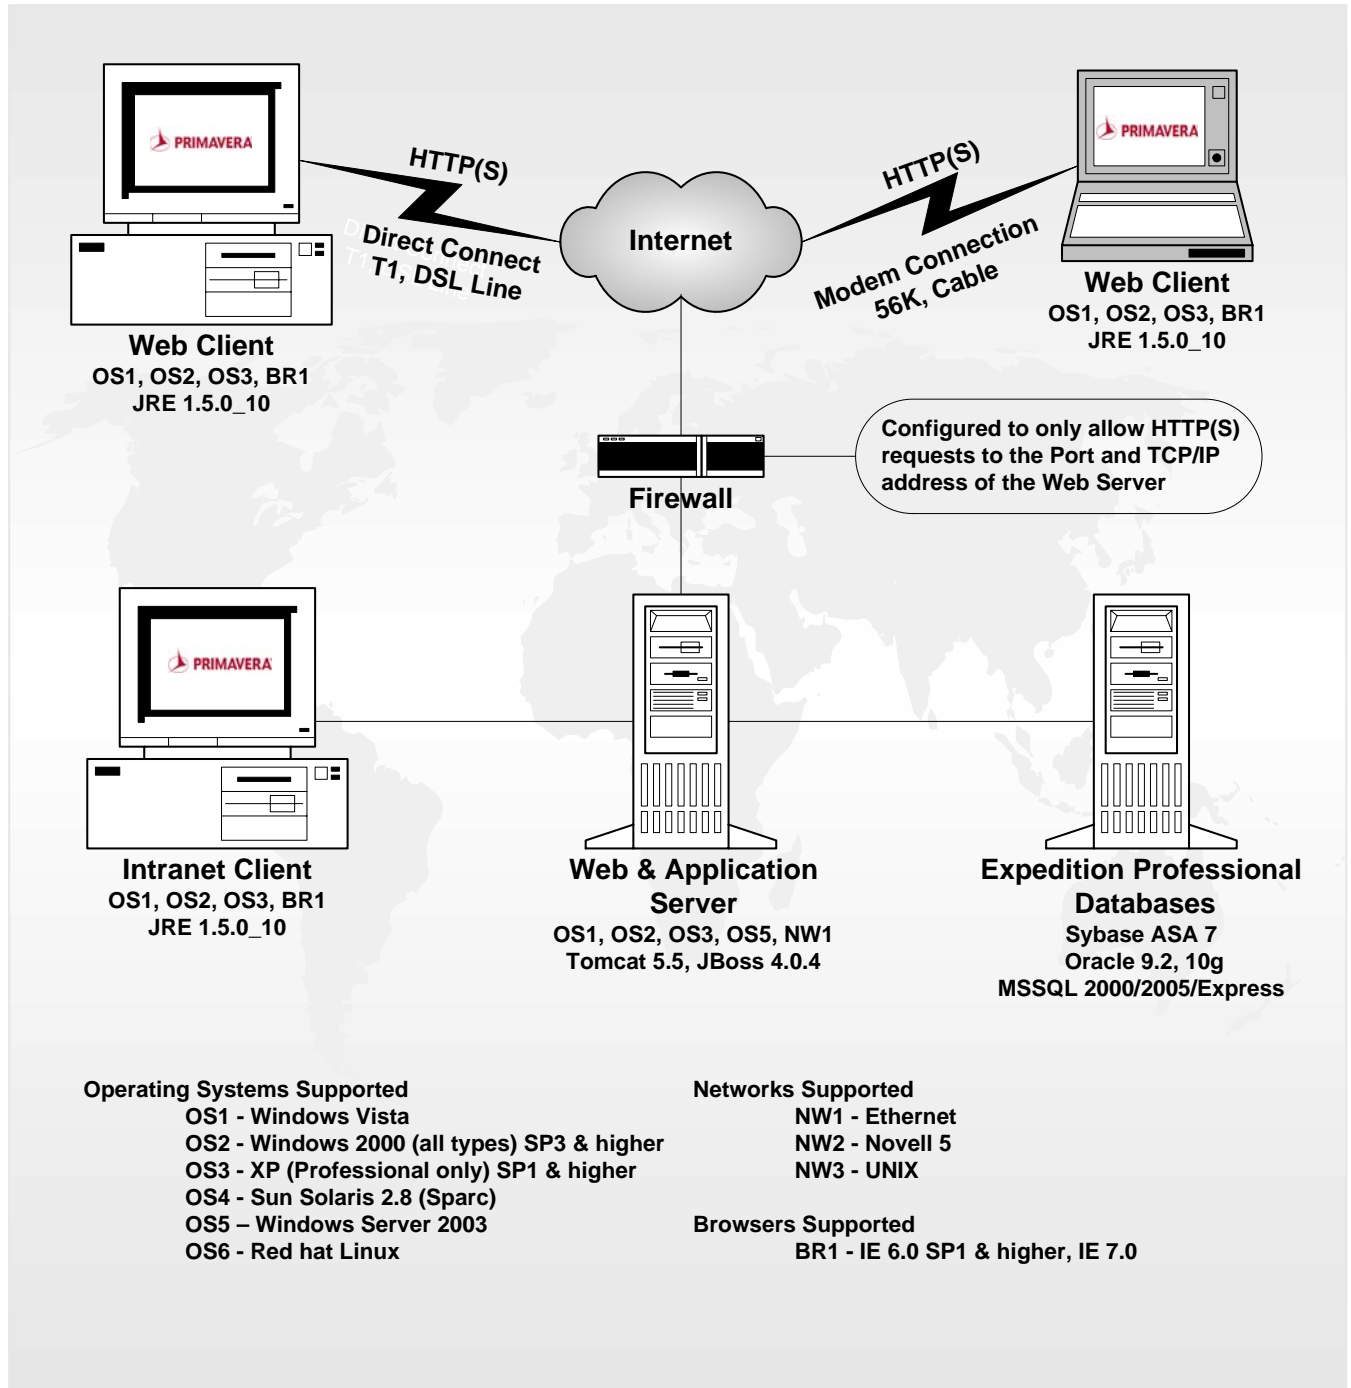 PRIMAVERA
PRIMAVERA
HTTP(S)
HTTP(S)
Internet
Direct Connect
T1, DSL Line
Modem Connection
56K, Cable
Web Client
OS1, OS2, OS3, BR1
JRE 1.5.0_10
Web Client
OS1, OS2, OS3, BR1
JRE 1.5.0_10
Configured to only allow HTTP(S)
requests to the Port and TCP/IP
address of the Web Server
Firewall
PRIMAVERA
Intranet Client
OS1, OS2, OS3, BR1
JRE 1.5.0_10
Web & Application
Server
OS1, OS2, OS3, OS5, NW1
Tomcat 5.5, JBoss 4.0.4
Expedition Professional
Databases
Sybase ASA 7
Oracle 9.2, 10g
MSSQL 2000/2005/Express
Operating Systems Supported
OS1 - Windows Vista
OS2 - Windows 2000 (all types) SP3 & higher
OS3 - XP (Professional only) SP1 & higher
OS4 - Sun Solaris 2.8 (Sparc)
OS5 – Windows Server 2003
OS6 - Red hat Linux
Networks Supported
NW1 - Ethernet
NW2 - Novell 5
NW3 - UNIX
Browsers Supported
BR1 - IE 6.0 SP1 & higher, IE 7.0